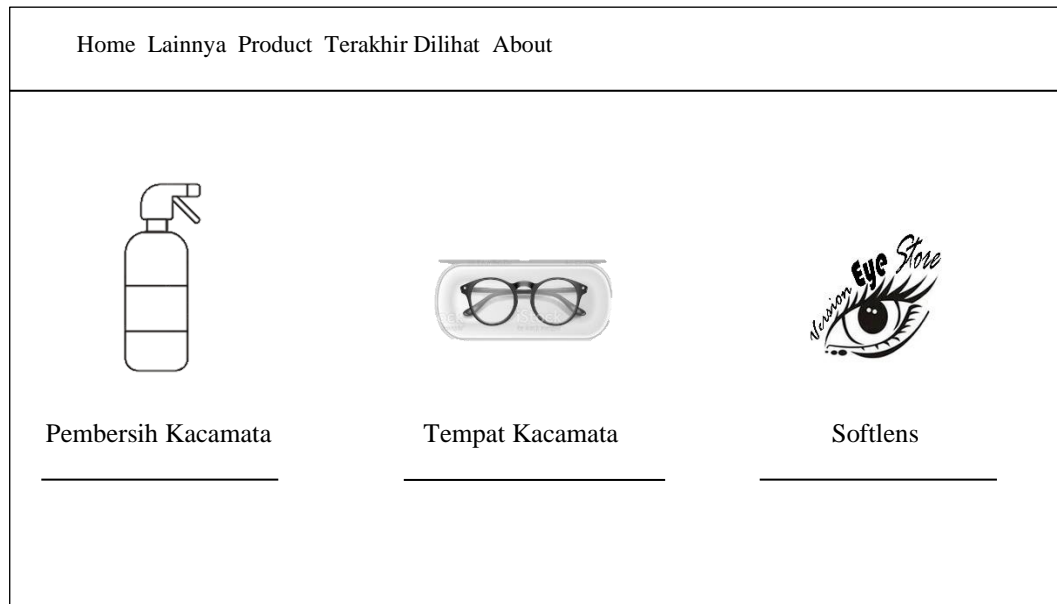 Home Lainnya Product Terakhir Dilihat About
Version Eye Store
Pembersih Kacamata
Tempat Kacamata
Softlens